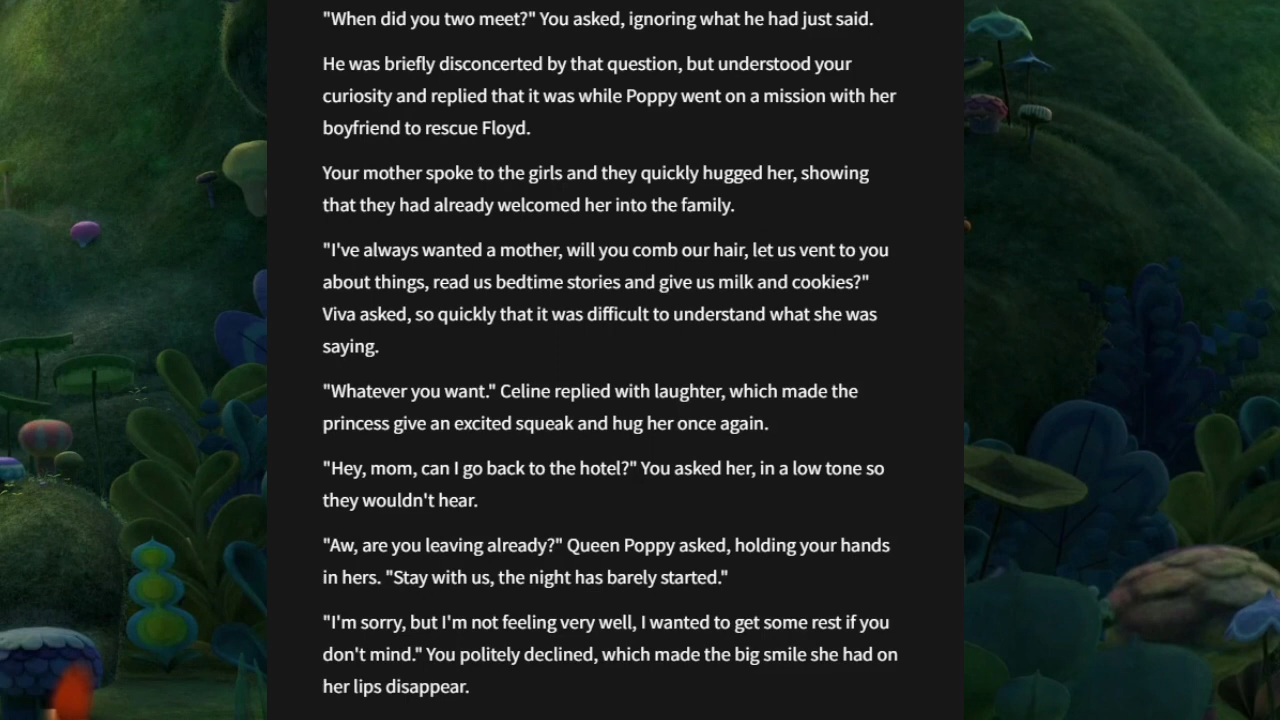 "When did you two meet?" You asked, ignoring what he had just said.
He was briefly disconcerted by that question, but understood your
curiosity and replied that it was while Poppy went on a mission with her
boyfriend to rescue Floyd.
Your mother spoke to the girls and they quickly hugged her, showing
that they had already welcomed her into the family.
"I've always wanted a mother, will you comb our hair, let us vent to you
about things, read us bedtime stories and give us milk and cookies?"
Viva asked, so quickly that it was difficult to understand what she was
saying.
"Whatever you want." Celine replied with laughter, which made the
princess give an excited squeak and hug her once again.
"Hey, mom, can I go back to the hotel?" You asked her, in a low tone so
they wouldn't hear.
"Aw, are you leaving already?" Queen Poppy asked, holding your hands
in hers. "Stay with us, the night has barely started."
"I'm sorry, but I'm not feeling very well, I wanted to get some rest if you
don't mind." You politely declined, which made the big smile she had on
her lips disappear.